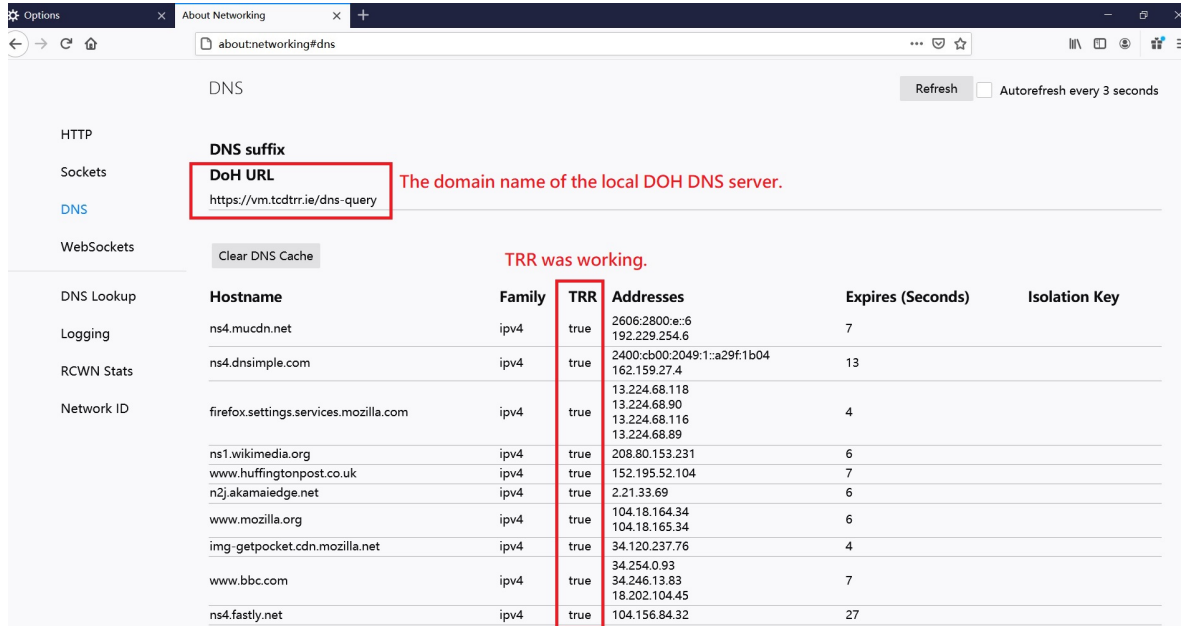 Options
About Networking
about:networking#dns
DNS
Refresh
Autorefresh every 3 seconds
HTTP
Sockets
DNS
WebSockets
DNS Lookup
Logging
RCWN Stats
Network ID
DNS suffix
DoH URL
The domain name of the local DOH DNS server.
https://vm.tcdtrr.ie/dns-query
Clear DNS Cache
TRR was working.
Hostname Family TRR Addresses Expires (Seconds) Isolation Key
ns4.mucdn.net ipv4 true 2606:2800:e::6 7
192.229.254.6
ns4.dnsimple.com ipv4 true 2400:cb00:2049:1::a29f:1b04 13
162.159.27.4
firefox.settings.services.mozilla.com ipv4 true 13.224.68.118 4
13.224.68.90
13.224.68.116
13.224.68.89
ns1.wikimedia.org ipv4 true 208.80.153.231 6
www.huffingtonpost.co.uk ipv4 true 152.195.52.104 7
n2j.akamaiedge.net ipv4 true 2.21.33.69 6
www.mozilla.org ipv4 true 104.18.164.34 6
104.18.165.34
img-getpocket.cdn.mozilla.net ipv4 true 34.120.237.76 4
www.bbc.com ipv4 true 34.254.0.93 7
34.246.13.83
18.202.104.45
ns4.fastly.net ipv4 true 104.156.84.32 27